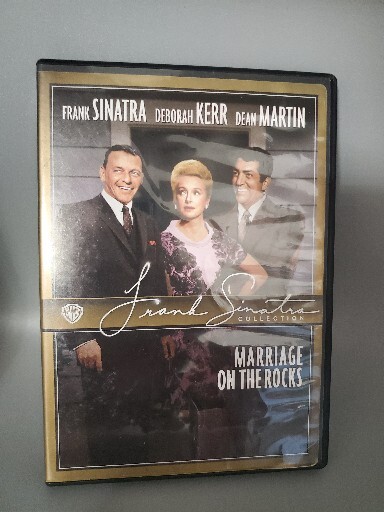 FRANK SINATRA DEBORAH KERR DEAN MARTIN
Frank Sinatra
COLLECTION
MARRIAGE
ON THE ROCKS